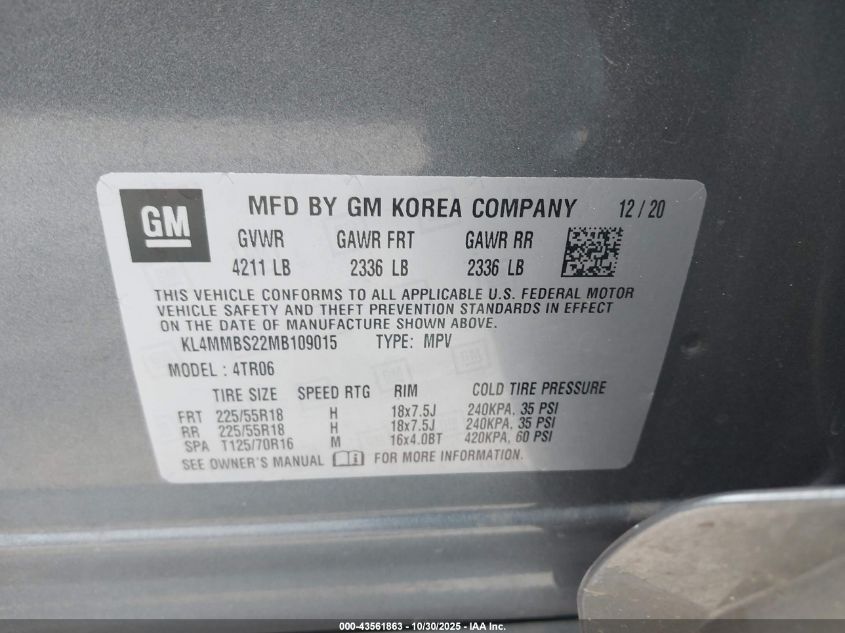 GM
MFD BY GM KOREA COMPANY 12 / 20
GVWR GAWR FRT GAWR RR
4211 LB 2336 LB 2336 LB
THIS VEHICLE CONFORMS TO ALL APPLICABLE U.S. FEDERAL MOTOR
VEHICLE SAFETY AND THEFT PREVENTION STANDARDS IN EFFECT
ON THE DATE OF MANUFACTURE SHOWN ABOVE.
KL4MMBS22MB109015 TYPE: MPV
MODEL : 4TR06
TIRE SIZE SPEED RTG RIM COLD TIRE PRESSURE
FRT 225/55R18 H 18x7.5J 240KPA, 35 PSI
RR 225/55R18 H 18x7.5J 240KPA, 35 PSI
SPA T125/70R16 M 16x4.0BT 420KPA, 60 PSI
SEE OWNER'S MANUAL FOR MORE INFORMATION.
000-43561863 - 10/30/2025 - IAA Inc.